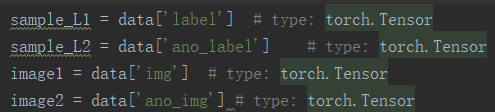 sample_L1 = data['label']  # type: torch.Tensor
sample_L2 = data['ano_label']    # type: torch.Tensor
image1 = data['img']  # type: torch.Tensor
image2 = data['ano_img'] # type: torch.Tensor